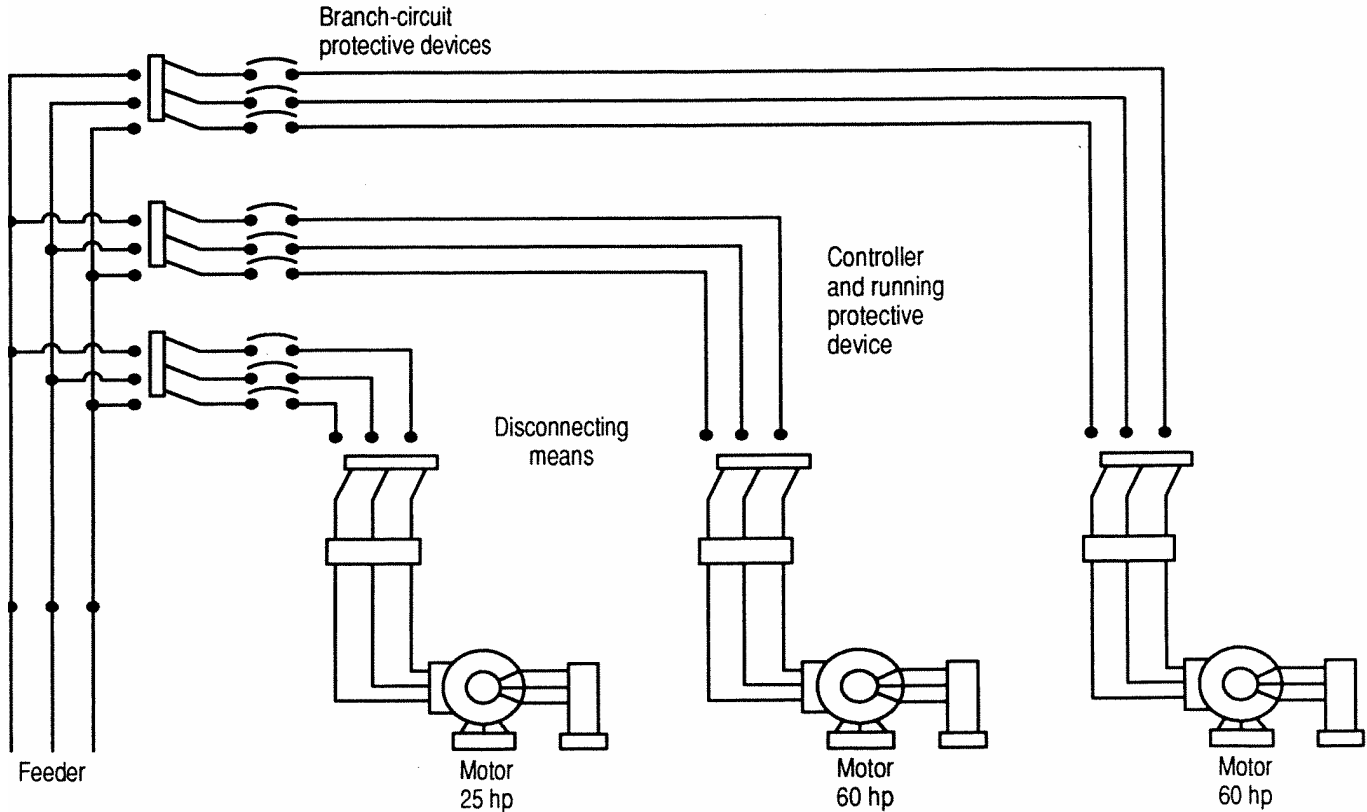 Branch-circuit
protective devices
Controller
and running
protective
device
Disconnecting
means
Feeder
Motor
25 hp
Motor
60 hp
Motor
60 hp